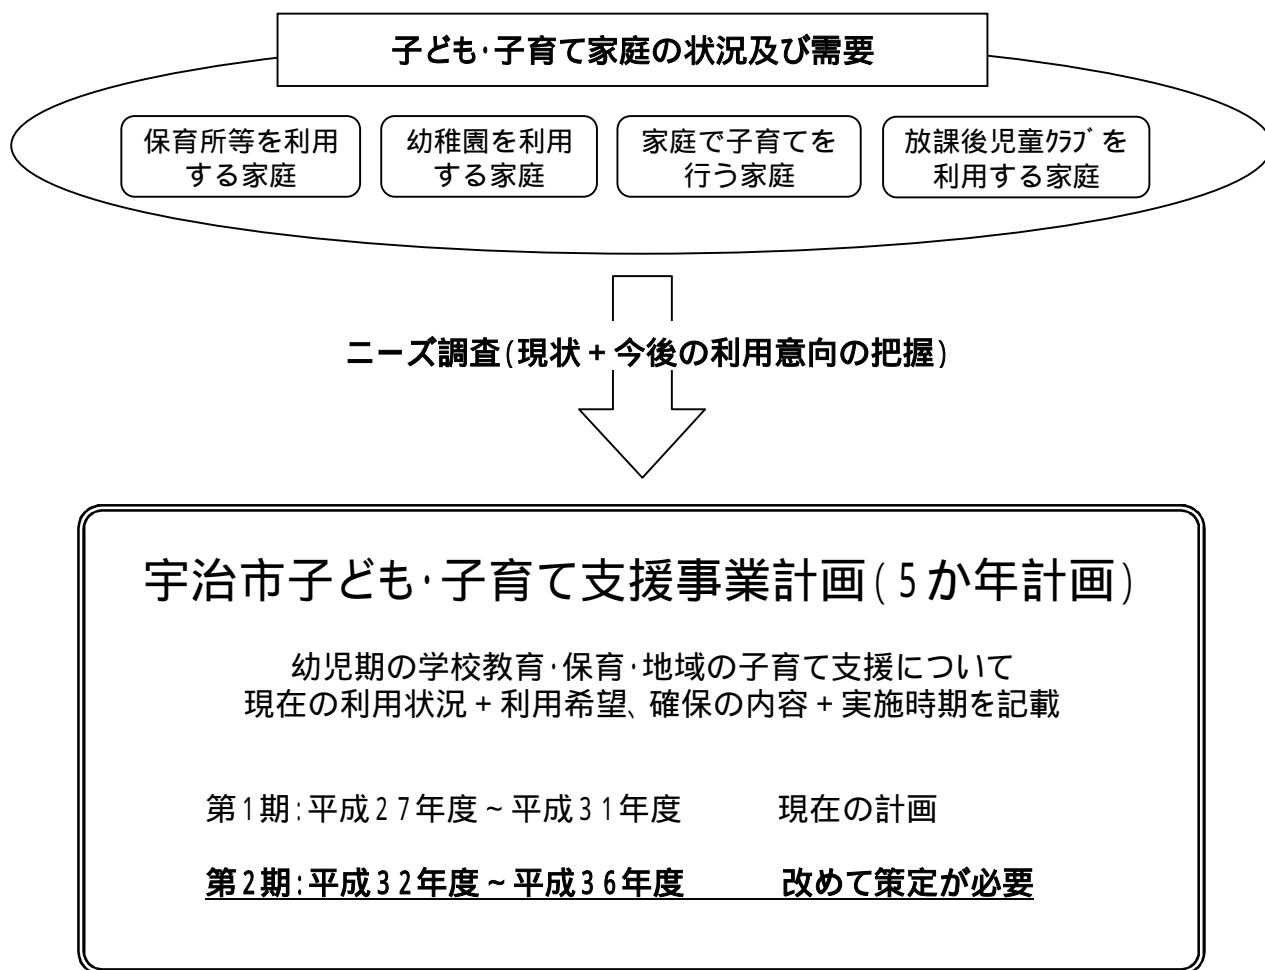 子ども・子育て家庭の状況及び需要
保育所等を利用
する家庭
幼稚園を利用
する家庭
家庭で子育てを
行う家庭
放課後児童ｸﾗﾌﾞを
利用する家庭
ニーズ調査(現状+今後の利用意向の把握)
宇治市子ども・子育て支援事業計画(5か年計画)
幼児期の学校教育・保育・地域の子育て支援について
現在の利用状況+利用希望、確保の内容+実施時期を記載
第1期:平成27年度~平成31年度 現在の計画
第2期:平成32年度~平成36年度 改めて策定が必要